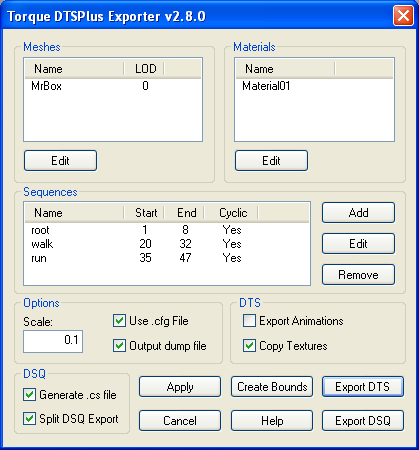 Torque DTSPlus Exporter v2.8.0
Meshes
Name LOD
MrBox 0
Edit
Materials
Name
Material01
Edit
Sequences
Name Start End Cyclic
root 1 8 Yes
walk 20 32 Yes
run 35 47 Yes
Add
Edit
Remove
Options
Scale:
0.1
Use .cfg File
Output dump file
DTS
Export Animations
Copy Textures
DSQ
Generate .cs file
Split DSQ Export
Apply Create Bounds Export DTS
Cancel Help Export DSQ